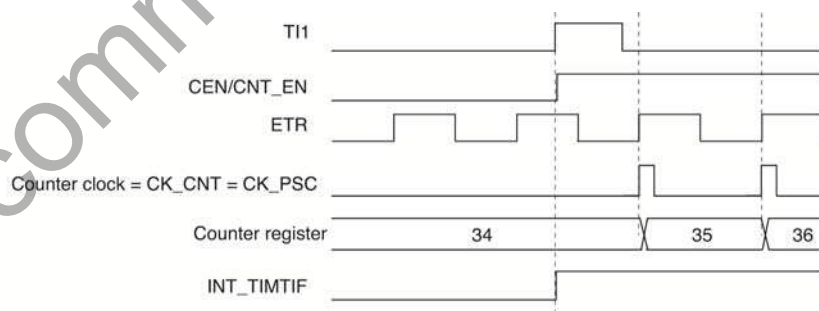 TI1
CEN/CNT_EN
ETR
Counter clock = CK_CNT = CK_PSC
Counter register
34
35
36
INT_TIMTIF